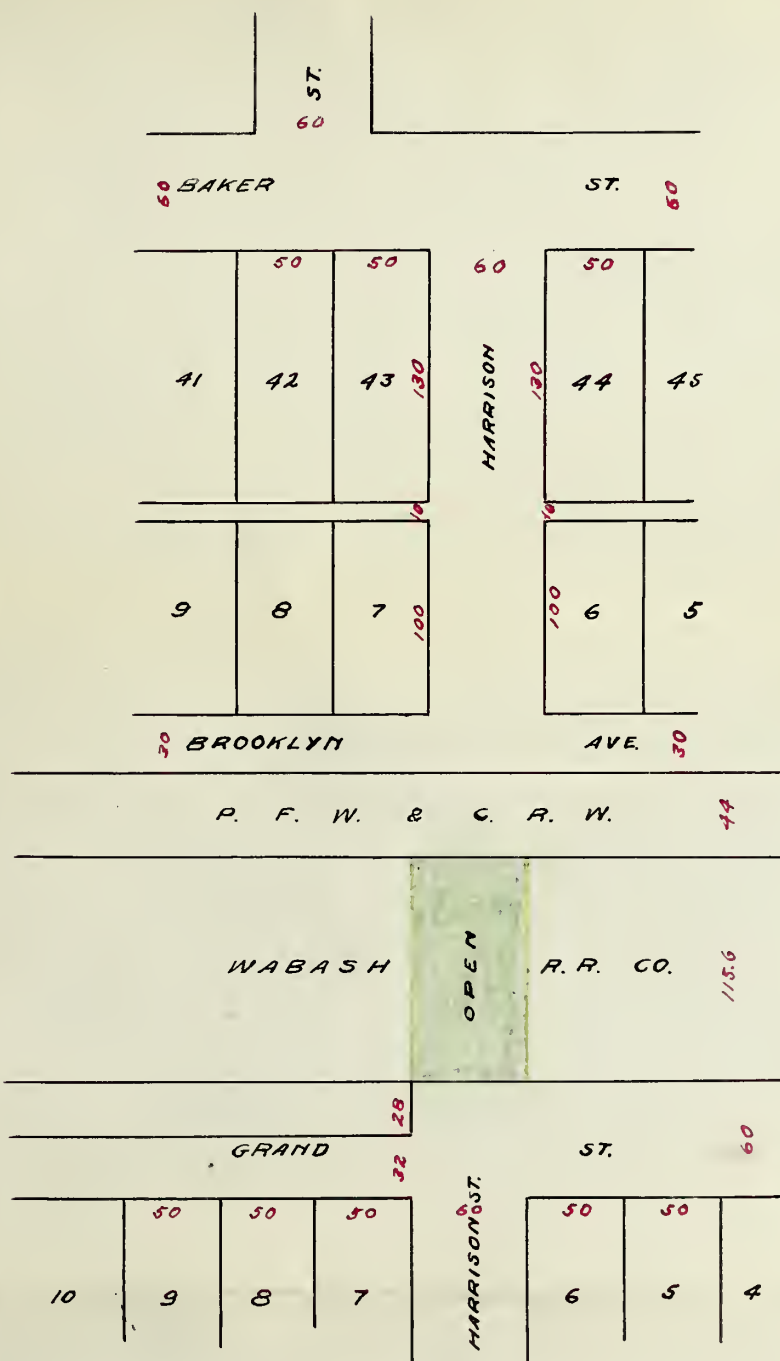 ST.
60
60 BAKER ST. 60
50 50 60 50
41 42 43 130 HARRISON 130 44 45
10 10
9 8 7 100 100 6 5
30 BROOKLYN AVE. 30
P. F. W. & C. R. W. 44
WABASH OPEN R. R. CO. 115.6
28
GRAND 32 ST. 60
50 50 50 60 50 50
10 9 8 7 HARRISON ST. 6 5 4